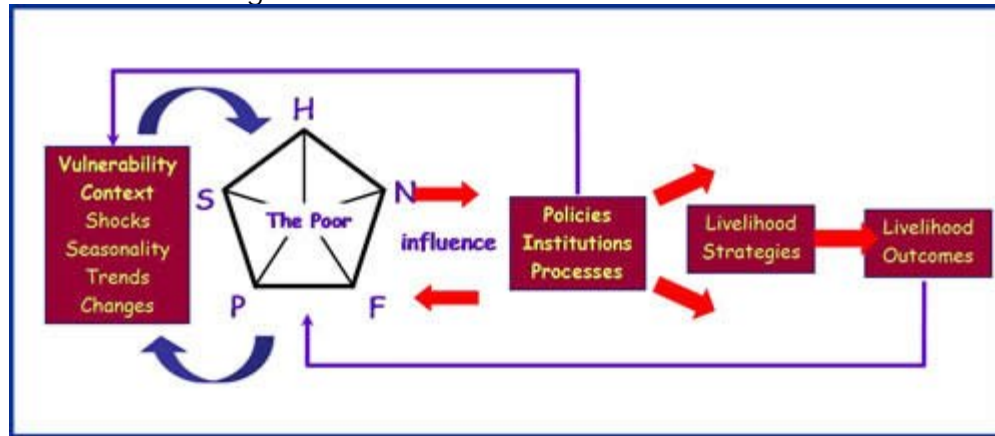 H
Vulnerability
Context
Shocks
Seasonality
Trends
Changes
S
The Poor
N
P
F
influence
Policies
Institutions
Processes
Livelihood
Strategies
Livelihood
Outcomes